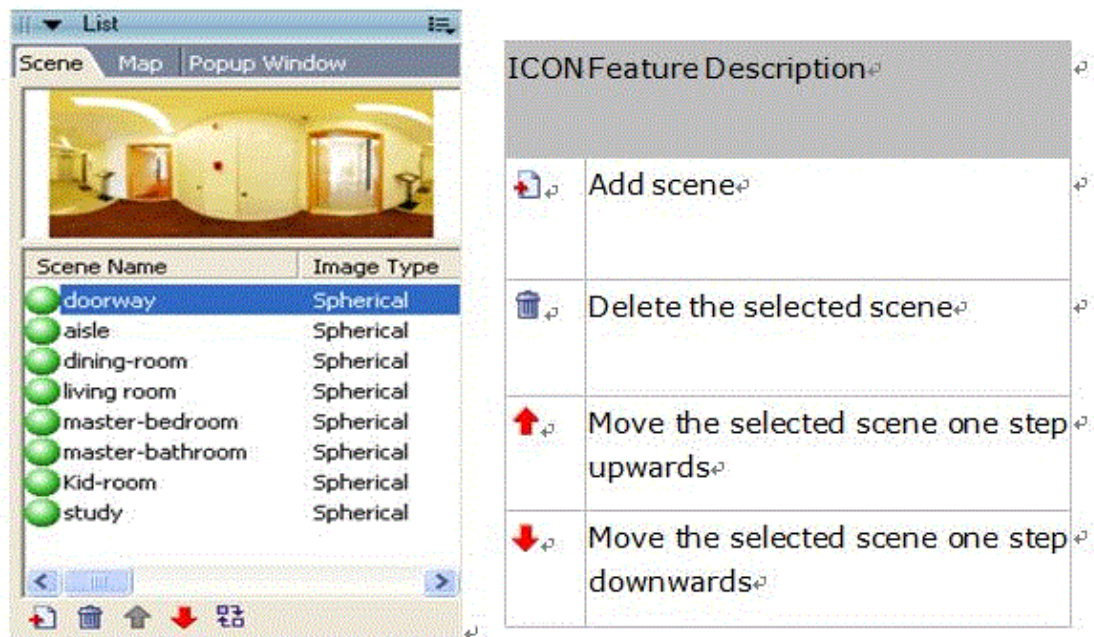 List
Scene Map Popup Window
Scene Name Image Type
doorway Spherical
aisle Spherical
dining-room Spherical
living room Spherical
master-bedroom Spherical
master-bathroom Spherical
Kid-room Spherical
study Spherical
ICON Feature Description
Add scene
Delete the selected scene
Move the selected scene one step
upwards
Move the selected scene one step
downwards